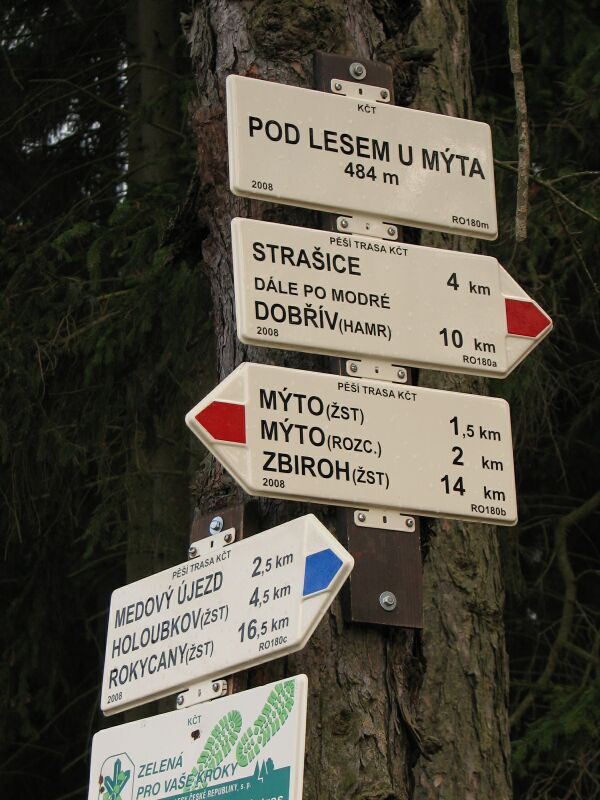 KČT
POD LESEM U MÝTA
484 m
2008 RO180m
PĚŠÍ TRASA KČT
STRAŠICE 4 km
DÁLE PO MODRÉ
DOBŘÍV(HAMR) 10 km
2008 RO180a
PĚŠÍ TRASA KČT
MÝTO(ŽST) 1,5 km
MÝTO(ROZC.) 2 km
ZBIROH(ŽST) 14 km
2008 RO180b
PĚŠÍ TRASA KČT
MEDOVÝ ÚJEZD 2,5 km
HOLOUBKOV(ŽST) 4,5 km
ROKYCANY(ŽST) 16,5 km
2008 RO180c
KČT
ZELENÁ
PRO VAŠE KROKY
LESY ČESKÉ REPUBLIKY, s. p.